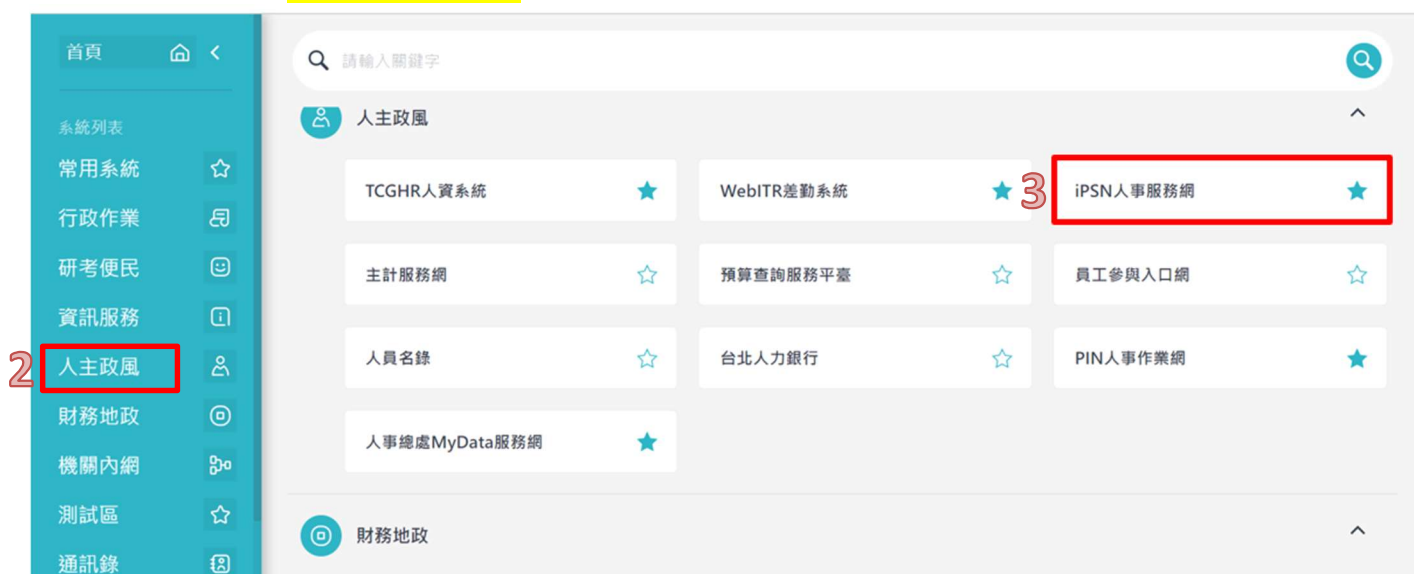 首頁
系統列表
常用系統
行政作業
研考便民
資訊服務
2 人主政風
財務地政
機關內網
測試區
通訊錄
請輸入關鍵字
人主政風
TCGHR人資系統
WebITR差勤系統
3 iPSN人事服務網
主計服務網
預算查詢服務平臺
員工參與入口網
人員名錄
台北人力銀行
PIN人事作業網
人事總處MyData服務網
財務地政